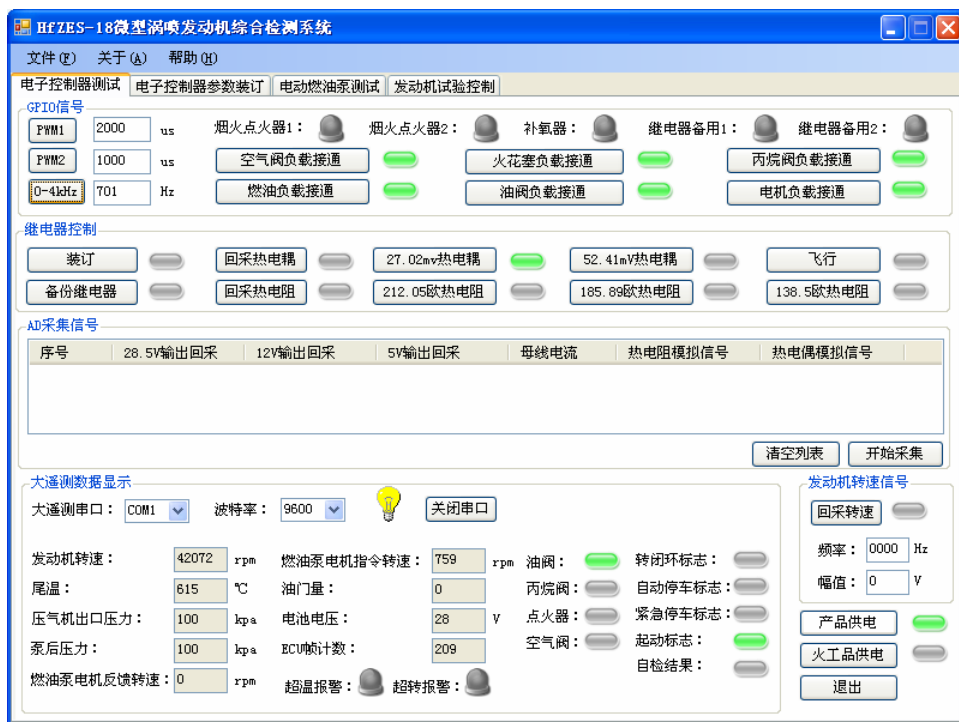 HfZES-18微型涡喷发动机综合检测系统
文件(F) 关于(A) 帮助(H)
电子控制器测试 电子控制器参数装订 电动燃油泵测试 发动机试验控制
GPIO信号
PWM1 2000 us 烟火点火器1: 烟火点火器2: 补氧器: 继电器备用1: 继电器备用2:
PWM2 1000 us 空气阀负载接通 火花塞负载接通 丙烷阀负载接通
0-4kHz 701 Hz 燃油负载接通 油阀负载接通 电机负载接通
继电器控制
装订 回采热电耦 27.02mv热电耦 52.41mV热电耦 飞行
备份继电器 回采热电阻 212.05欧热电阻 185.89欧热电阻 138.5欧热电阻
AD采集信号
序号 28.5V输出回采 12V输出回采 5V输出回采 母线电流 热电阻模拟信号 热电偶模拟信号
清空列表 开始采集
大遥测数据显示 发动机转速信号
大遥测串口: COM1 波特率: 9600 关闭串口 回采转速
频率: 0000 Hz
发动机转速: 42072 rpm 燃油泵电机指令转速: 759 rpm 油阀: 转闭环标志:
尾温: 615 ℃ 油门量: 0 丙烷阀: 自动停车标志: 幅值: 0 V
压气机出口压力: 100 kpa 电池电压: 28 V 点火器: 紧急停车标志: 产品供电
泵后压力: 100 kpa ECU帧计数: 209 空气阀: 起动标志: 火工品供电
自检结果:
燃油泵电机反馈转速: 0 rpm 超温报警: 超转报警: 退出